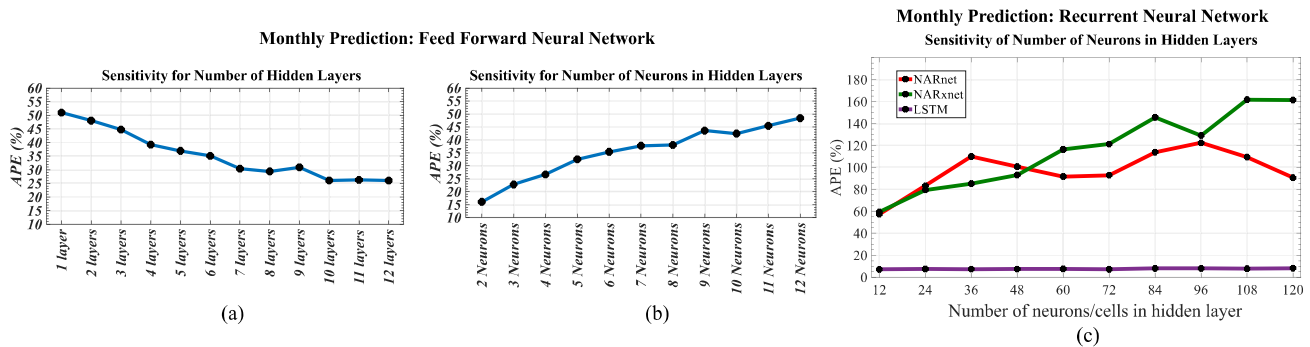 Monthly Prediction: Feed Forward Neural Network
Sensitivity for Number of Hidden Layers
APE (%)
60
55
50
45
40
35
30
25
20
15
10
1 layer
2 layers
3 layers
4 layers
5 layers
6 layers
7 layers
8 layers
9 layers
10 layers
11 layers
12 layers
(a)
Sensitivity for Number of Neurons in Hidden Layers
APE (%)
60
55
50
45
40
35
30
25
20
15
10
2 Neurons
3 Neurons
4 Neurons
5 Neurons
6 Neurons
7 Neurons
8 Neurons
9 Neurons
10 Neurons
11 Neurons
12 Neurons
(b)
Monthly Prediction: Recurrent Neural Network
Sensitivity of Number of Neurons in Hidden Layers
NARnet
NARxnet
LSTM
APE (%)
180
160
140
120
100
80
60
40
20
0
12 24 36 48 60 72 84 96 108 120
Number of neurons/cells in hidden layer
(c)